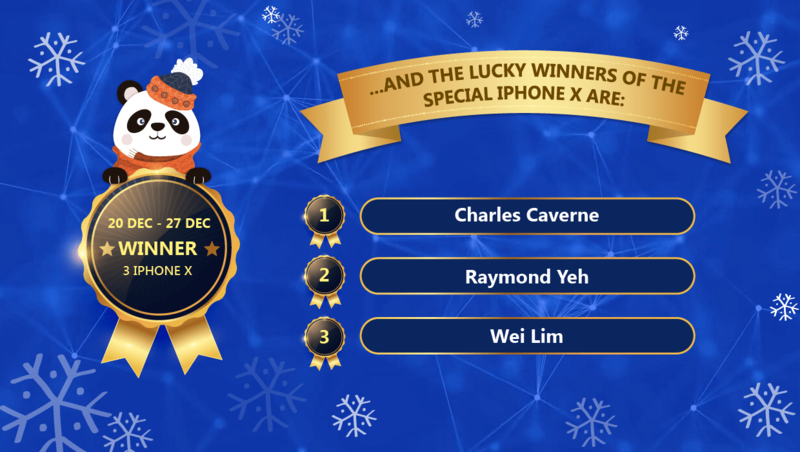 ...AND THE LUCKY WINNERS OF THE
SPECIAL IPHONE X ARE:
20 DEC - 27 DEC
WINNER
3 IPHONE X
1 Charles Caverne
2 Raymond Yeh
3 Wei Lim